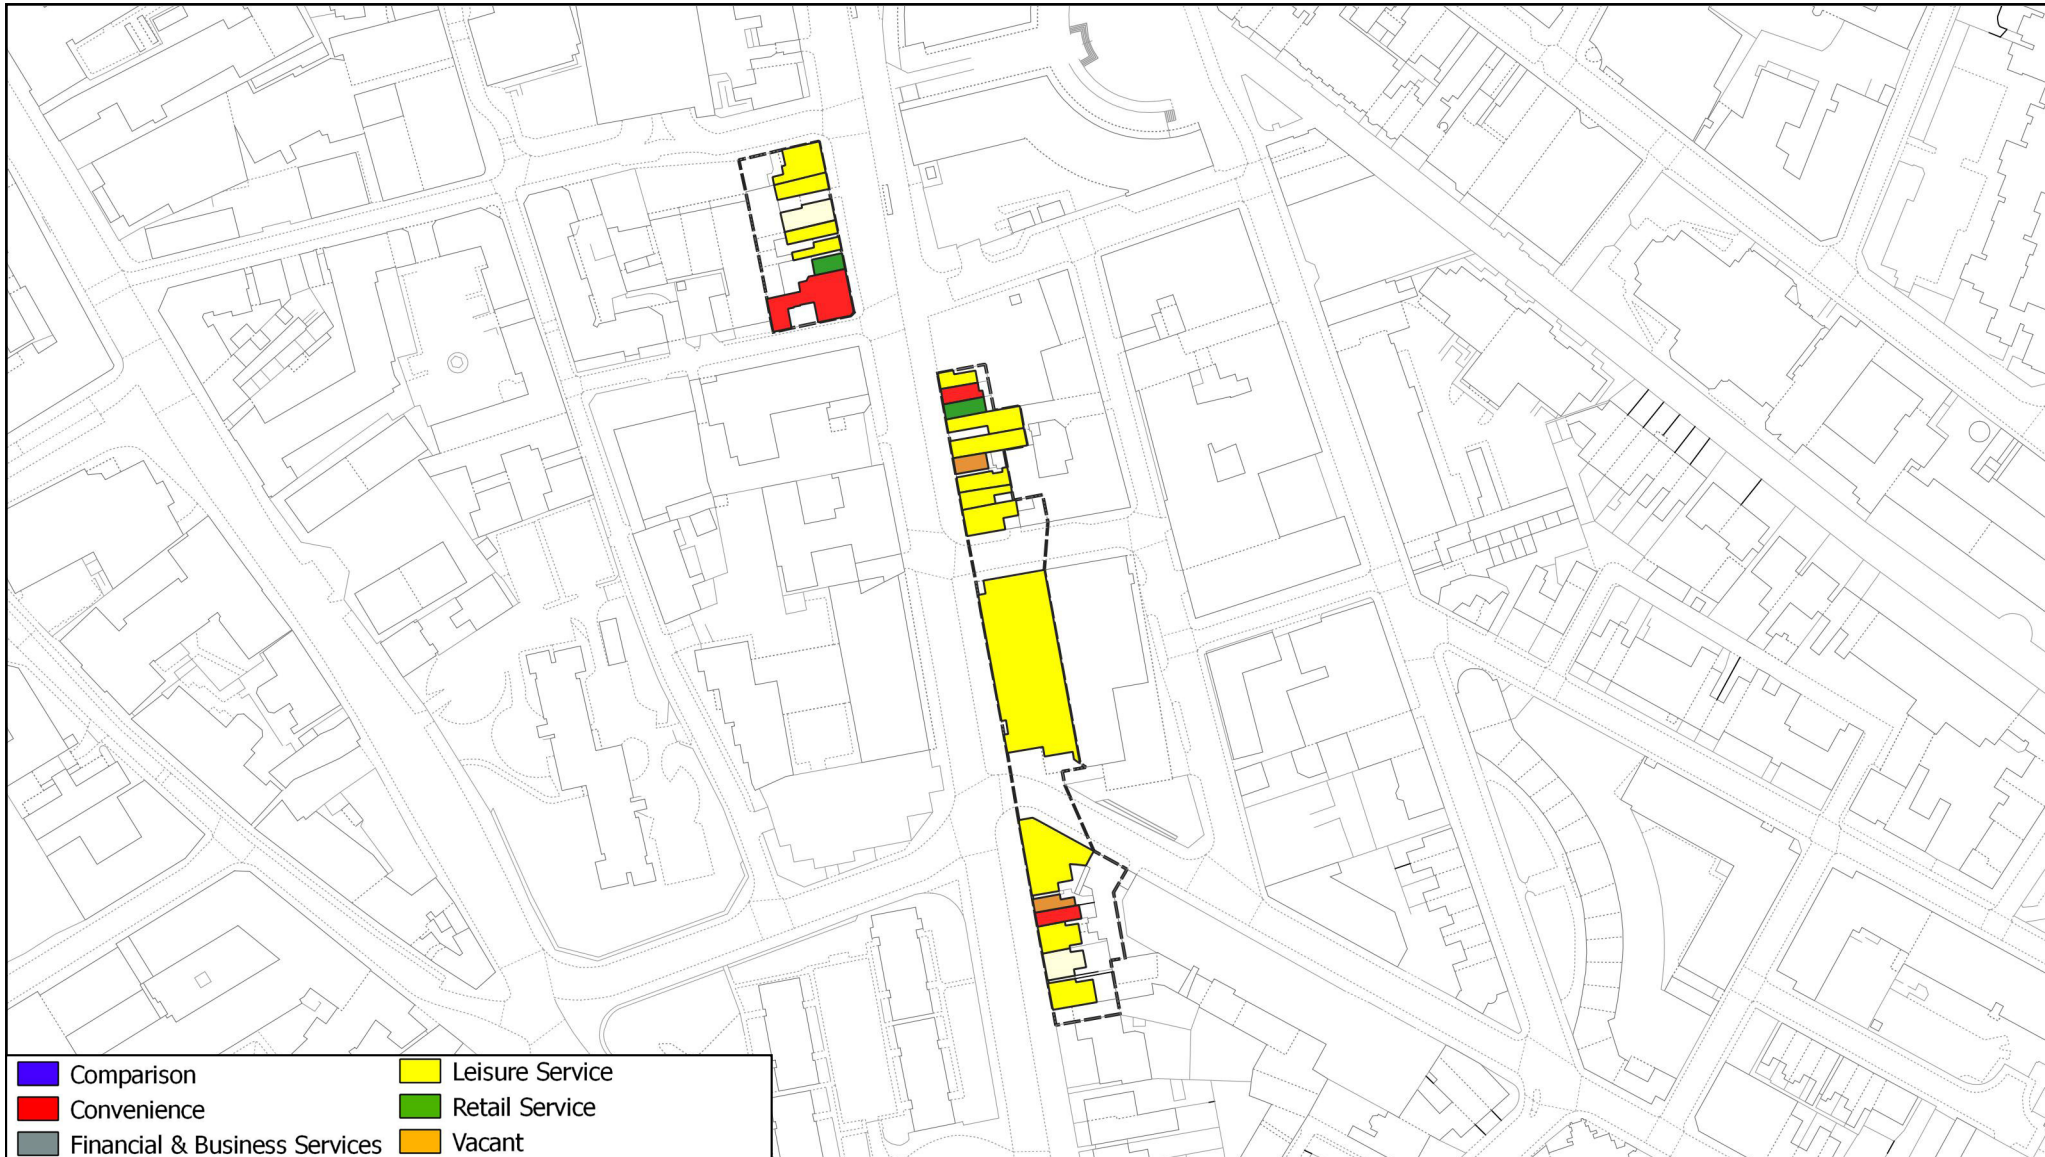 Comparison
Convenience
Financial & Business Services
Leisure Service
Retail Service
Vacant